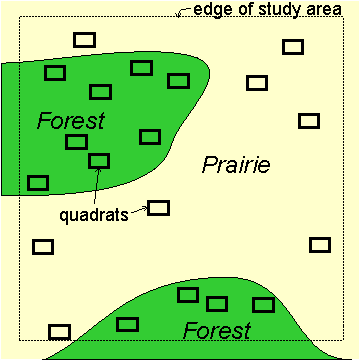 edge of study area
Forest
Prairie
quadrats
Forest